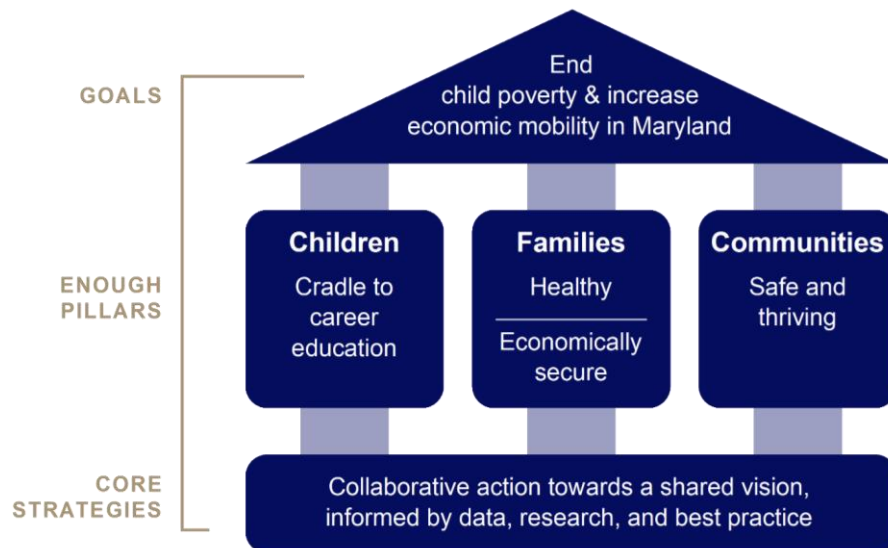 GOALS
End
child poverty & increase
economic mobility in Maryland
ENOUGH
PILLARS
Children
Cradle to
career
education
Families
Healthy
Economically
secure
Communities
Safe and
thriving
CORE
STRATEGIES
Collaborative action towards a shared vision,
informed by data, research, and best practice